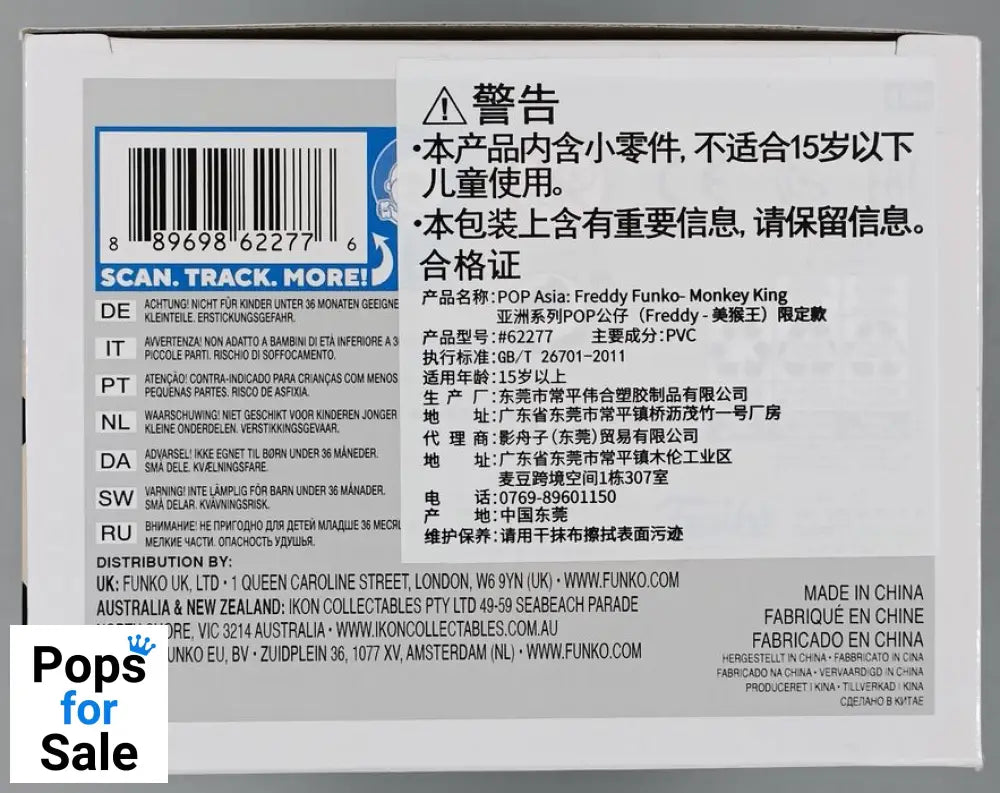 8 89698 62277 6
SCAN. TRACK. MORE!
DE ACHTUNG! NICHT FÜR KINDER UNTER 36 MONATEN GEEIGNE
KLEINTEILE. ERSTICKUNGSGEFAHR.
IT AVVERTENZA! NON ADATTO A BAMBINI DI ETÀ INFERIORE A 3
PICCOLE PARTI. RISCHIO DI SOFFOCAMENTO.
PT ATENÇÃO! CONTRA-INDICADO PARA CRIANÇAS COM MENOS
PEQUENAS PARTES. RISCO DE ASFIXIA.
NL WAARSCHUWING! NIET GESCHIKT VOOR KINDEREN JONGER
KLEINE ONDERDELEN. VERSTIKKINGSGEVAAR.
DA ADVARSEL! IKKE EGNET TIL BØRN UNDER 36 MÅNEDER.
SMÅ DELE. KVÆLNINGSFARE.
SW VARNING! INTE LÄMPLIG FÖR BARN UNDER 36 MÅNADER.
SMÅ DELAR. KVÄVNINGSRISK.
RU ВНИМАНИЕ! НЕ ПРИГОДНО ДЛЯ ДЕТЕЙ МЛАДШЕ 36 МЕСЯЦ
МЕЛКИЕ ЧАСТИ. ОПАСНОСТЬ УДУШЬЯ.
⚠警告
•本产品内含小零件, 不适合15岁以下
儿童使用。
•本包装上含有重要信息, 请保留信息。
合格证
产品名称:POP Asia: Freddy Funko- Monkey King
亚洲系列POP公仔（Freddy - 美猴王）限定款
产品型号:#62277 主要成分:PVC
执行标准:GB/T 26701-2011
适用年龄:15岁以上
生产厂:东莞市常平伟合塑胶制品有限公司
地址:广东省东莞市常平镇桥沥茂竹一号厂房
代理商:影舟子(东莞)贸易有限公司
地址:广东省东莞市常平镇木伦工业区
麦豆跨境空间1栋307室
电话:0769-89601150
产地:中国东莞
维护保养:请用干抹布擦拭表面污迹
DISTRIBUTION BY:
UK: FUNKO UK, LTD • 1 QUEEN CAROLINE STREET, LONDON, W6 9YN (UK) • WWW.FUNKO.COM
AUSTRALIA & NEW ZEALAND: IKON COLLECTABLES PTY LTD 49-59 SEABEACH PARADE
NORTH SHORE, VIC 3214 AUSTRALIA • WWW.IKONCOLLECTABLES.COM.AU
UNKO EU, BV • ZUIDPLEIN 36, 1077 XV, AMSTERDAM (NL) • WWW.FUNKO.COM
MADE IN CHINA
FABRIQUÉ EN CHINE
FABRICADO EN CHINA
HERGESTELLT IN CHINA • FABBRICATO IN CINA
FABRICADO NA CHINA • VERVAARDIGD IN CHINA
PRODUCERET I KINA • TILLVERKAD I KINA
СДЕЛАНО В КИТАЕ
Pops
for
Sale